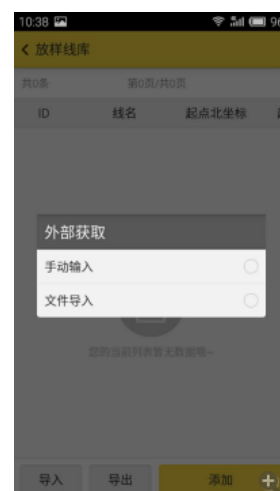 10:38 96
放样线库
共0条 第0页/共0页
ID 线名 起点北坐标
外部获取
手动输入
文件导入
您的当前列表暂无数据哦~
导入 导出 添加